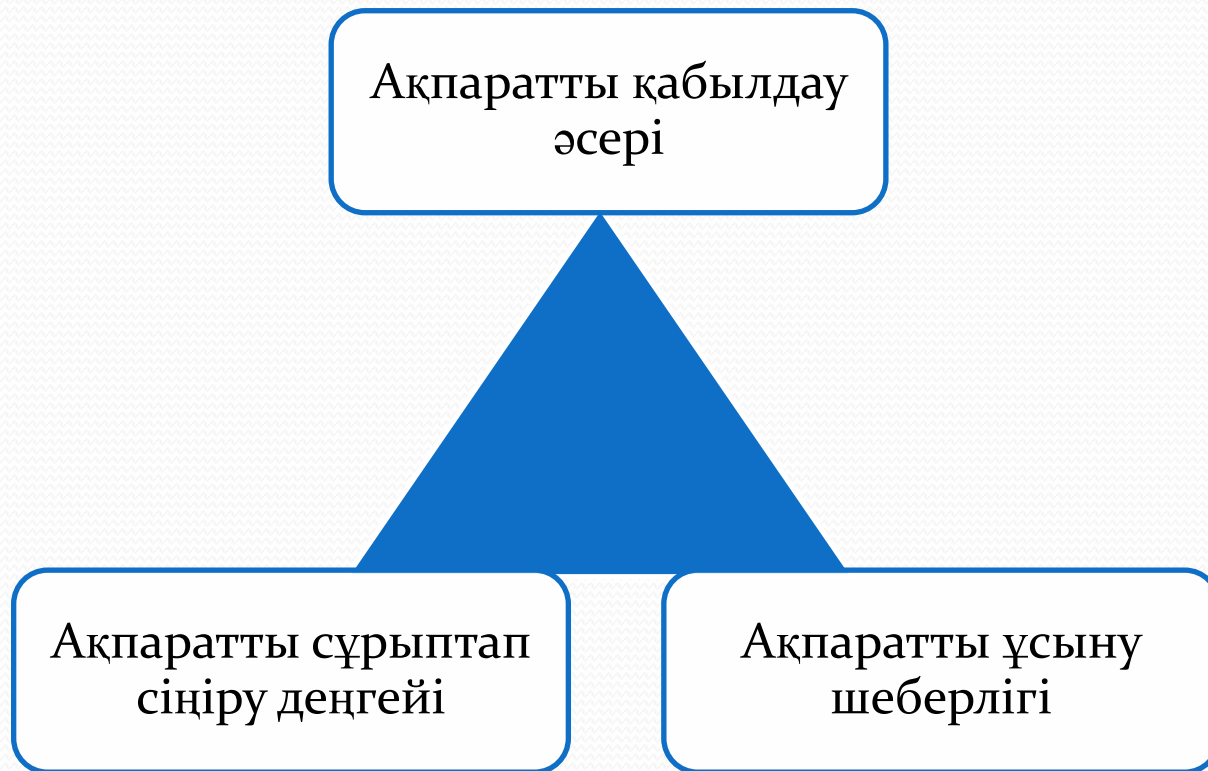 Ақпаратты қабылдау
әсері
Ақпаратты сұрыптап
сіңіру деңгейі
Ақпаратты ұсыну
шеберлігі